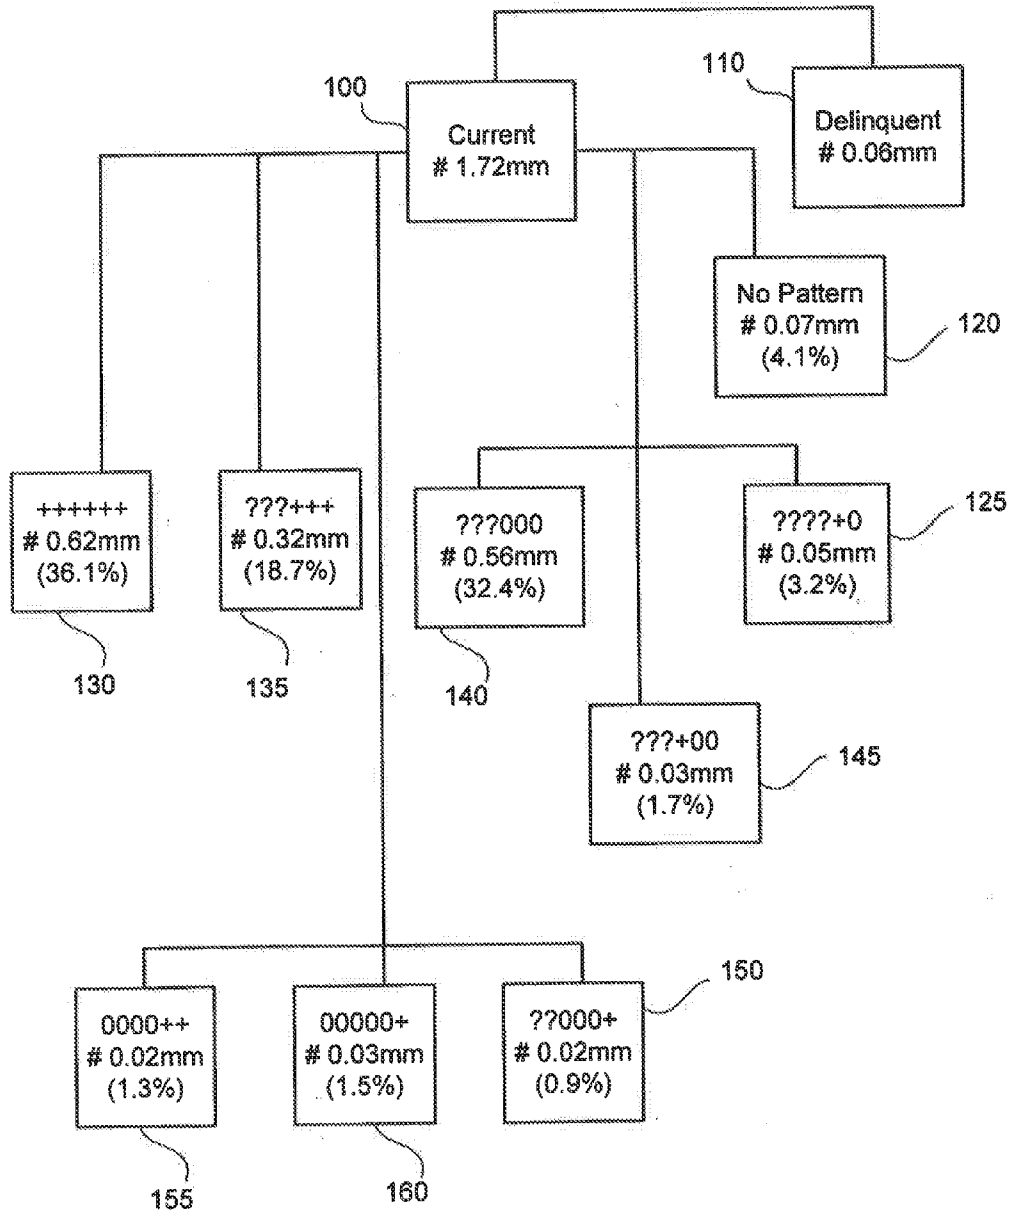 100
Current
# 1.72mm
110
Delinquent
# 0.06mm
No Pattern
# 0.07mm
(4.1%)
120
++++++
# 0.62mm
(36.1%)
130
???+++
# 0.32mm
(18.7%)
135
???000
# 0.56mm
(32.4%)
140
????+0
# 0.05mm
(3.2%)
125
???+00
# 0.03mm
(1.7%)
145
0000++
# 0.02mm
(1.3%)
155
00000+
# 0.03mm
(1.5%)
160
??000+
# 0.02mm
(0.9%)
150